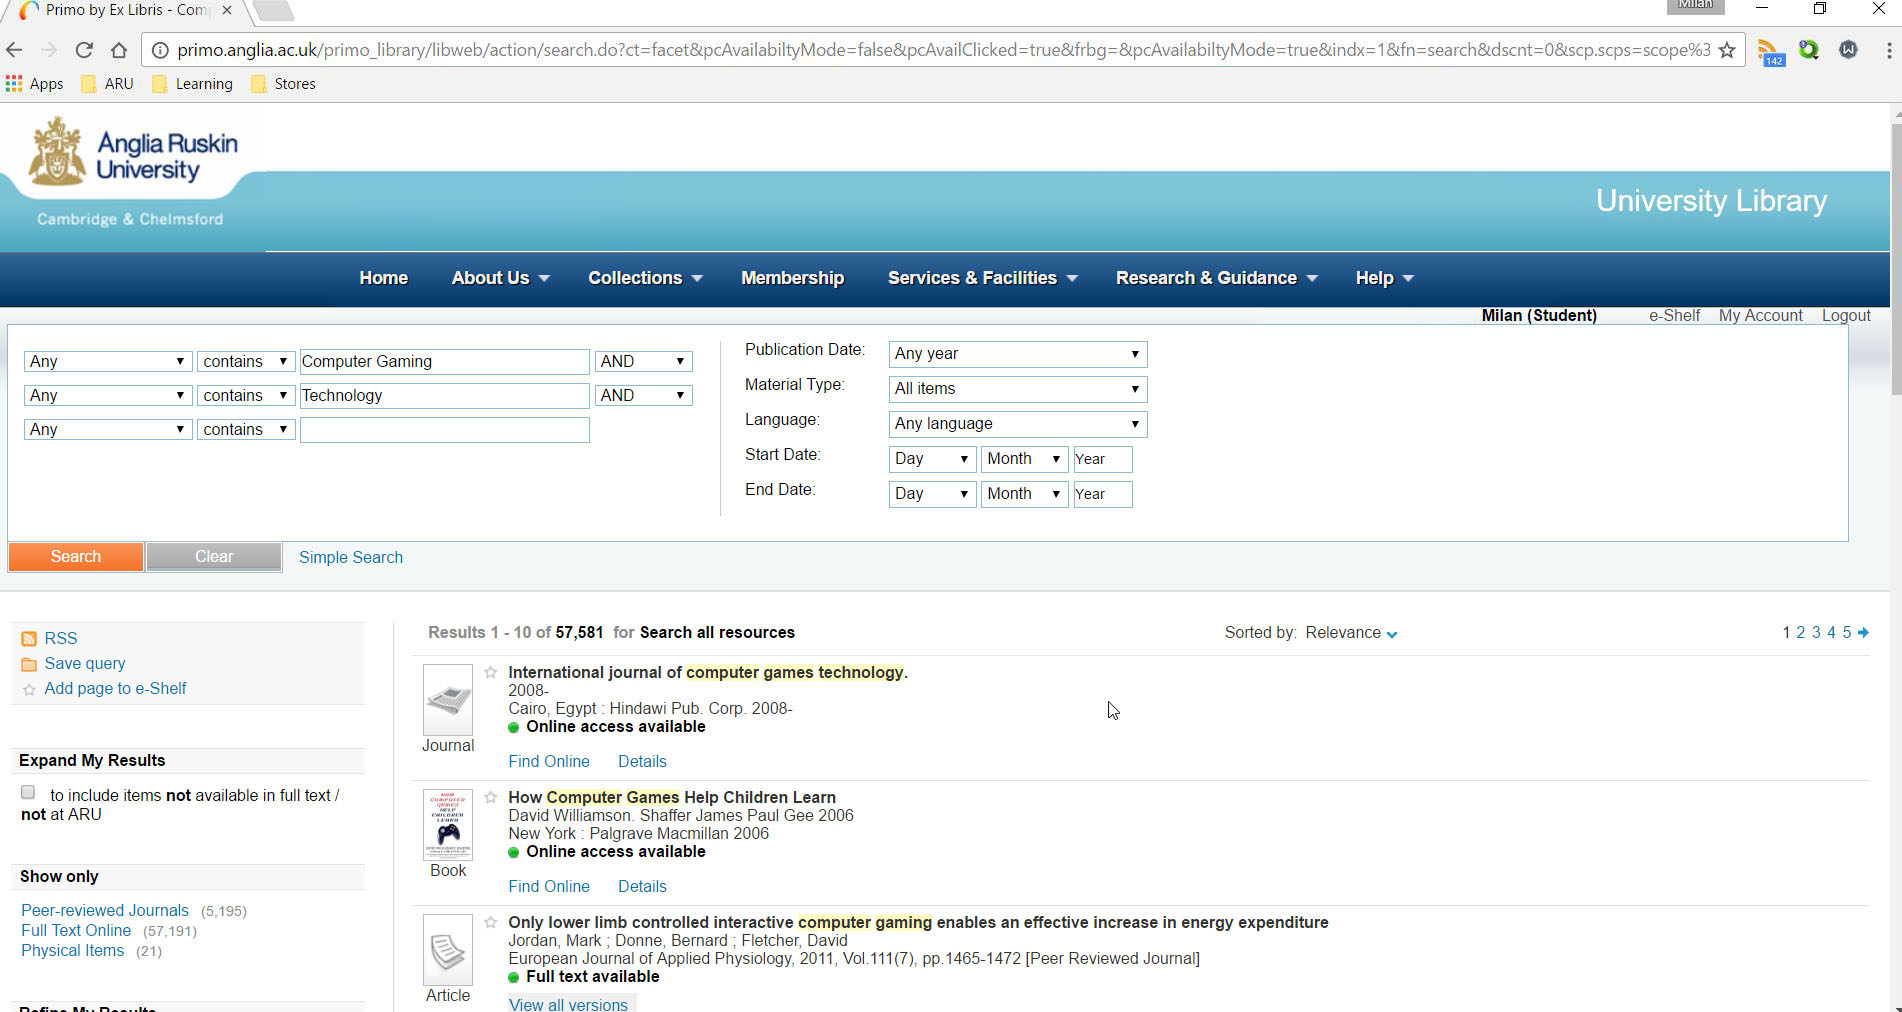 Primo by Ex Libris - Com
Milan
primo.anglia.ac.uk/primo_library/libweb/action/search.do?ct=facet&pcAvailabiltyMode=false&pcAvailClicked=true&frbg=&pcAvailabiltyMode=true&indx=1&fn=search&dscnt=0&scp.scps=scope%3
142
Apps ARU Learning Stores
Anglia Ruskin
University
Cambridge & Chelmsford
University Library
Home About Us Collections Membership Services & Facilities Research & Guidance Help
Milan (Student) e-Shelf My Account Logout
Any contains Computer Gaming AND
Any contains Technology AND
Any contains
Publication Date: Any year
Material Type: All items
Language: Any language
Start Date: Day Month Year
End Date: Day Month Year
Search Clear Simple Search
RSS
Save query
Add page to e-Shelf
Expand My Results
to include items not available in full text /
not at ARU
Show only
Peer-reviewed Journals (5,195)
Full Text Online (57,191)
Physical Items (21)
Refine My Results
Results 1 - 10 of 57,581 for Search all resources
Sorted by: Relevance
1 2 3 4 5
International journal of computer games technology.
2008-
Cairo, Egypt : Hindawi Pub. Corp. 2008-
Online access available
Journal
Find Online Details
How Computer Games Help Children Learn
David Williamson. Shaffer James Paul Gee 2006
New York : Palgrave Macmillan 2006
Online access available
HOW
COMPUTER
GAMES
HELP
CHILDREN
LEARN
Book
Find Online Details
Only lower limb controlled interactive computer gaming enables an effective increase in energy expenditure
Jordan, Mark ; Donne, Bernard ; Fletcher, David
European Journal of Applied Physiology, 2011, Vol.111(7), pp.1465-1472 [Peer Reviewed Journal]
Full text available
Article
View all versions